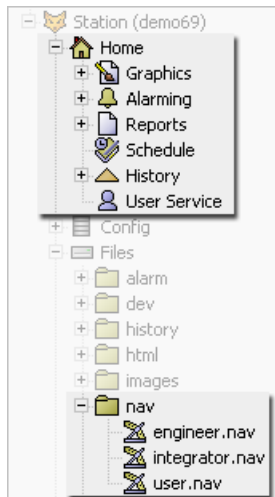 Station (demo69)
Home
Graphics
Alarming
Reports
Schedule
History
User Service
Config
Files
alarm
dev
history
html
images
nav
engineer.nav
integrator.nav
user.nav